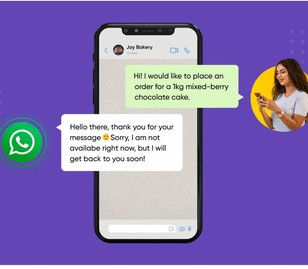 Joy Bakery
Hi! I would like to place an
order for a 1kg mixed-berry
chocolate cake.
Hello there, thank you for your
message😊Sorry, I am not
availabe right now, but I will
get back to you soon!